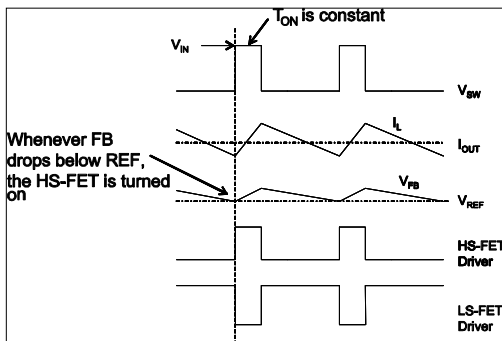 T_ON is constant
V_IN
V_SW
I_L
I_OUT
Whenever FB
drops below REF,
the HS-FET is turned
on
V_FB
V_REF
HS-FET
Driver
LS-FET
Driver